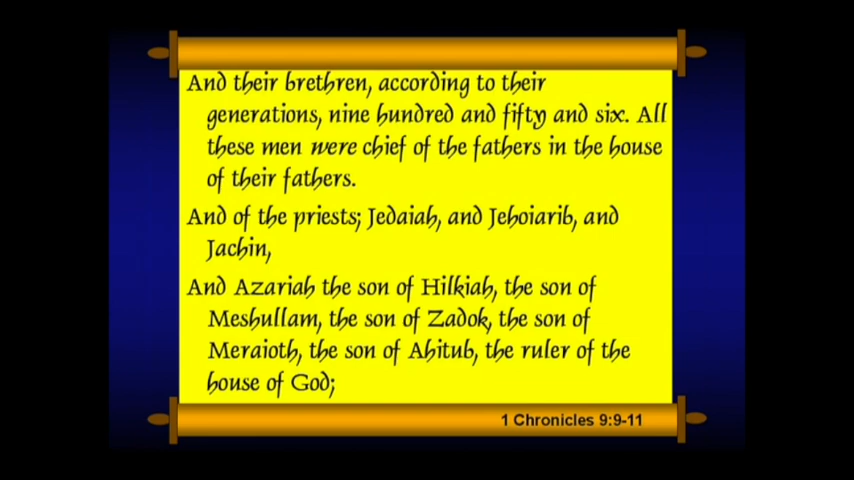 And their brethren, according to their
generations, nine hundred and fifty and six. All
these men were chief of the fathers in the house
of their fathers.
And of the priests; Jedaiah, and Jehoiarib, and
Jachin,
And Azariah the son of Hilkiah, the son of
Meshullam, the son of Zadok, the son of
Meraioth, the son of Ahitub, the ruler of the
house of God;
1 Chronicles 9:9-11